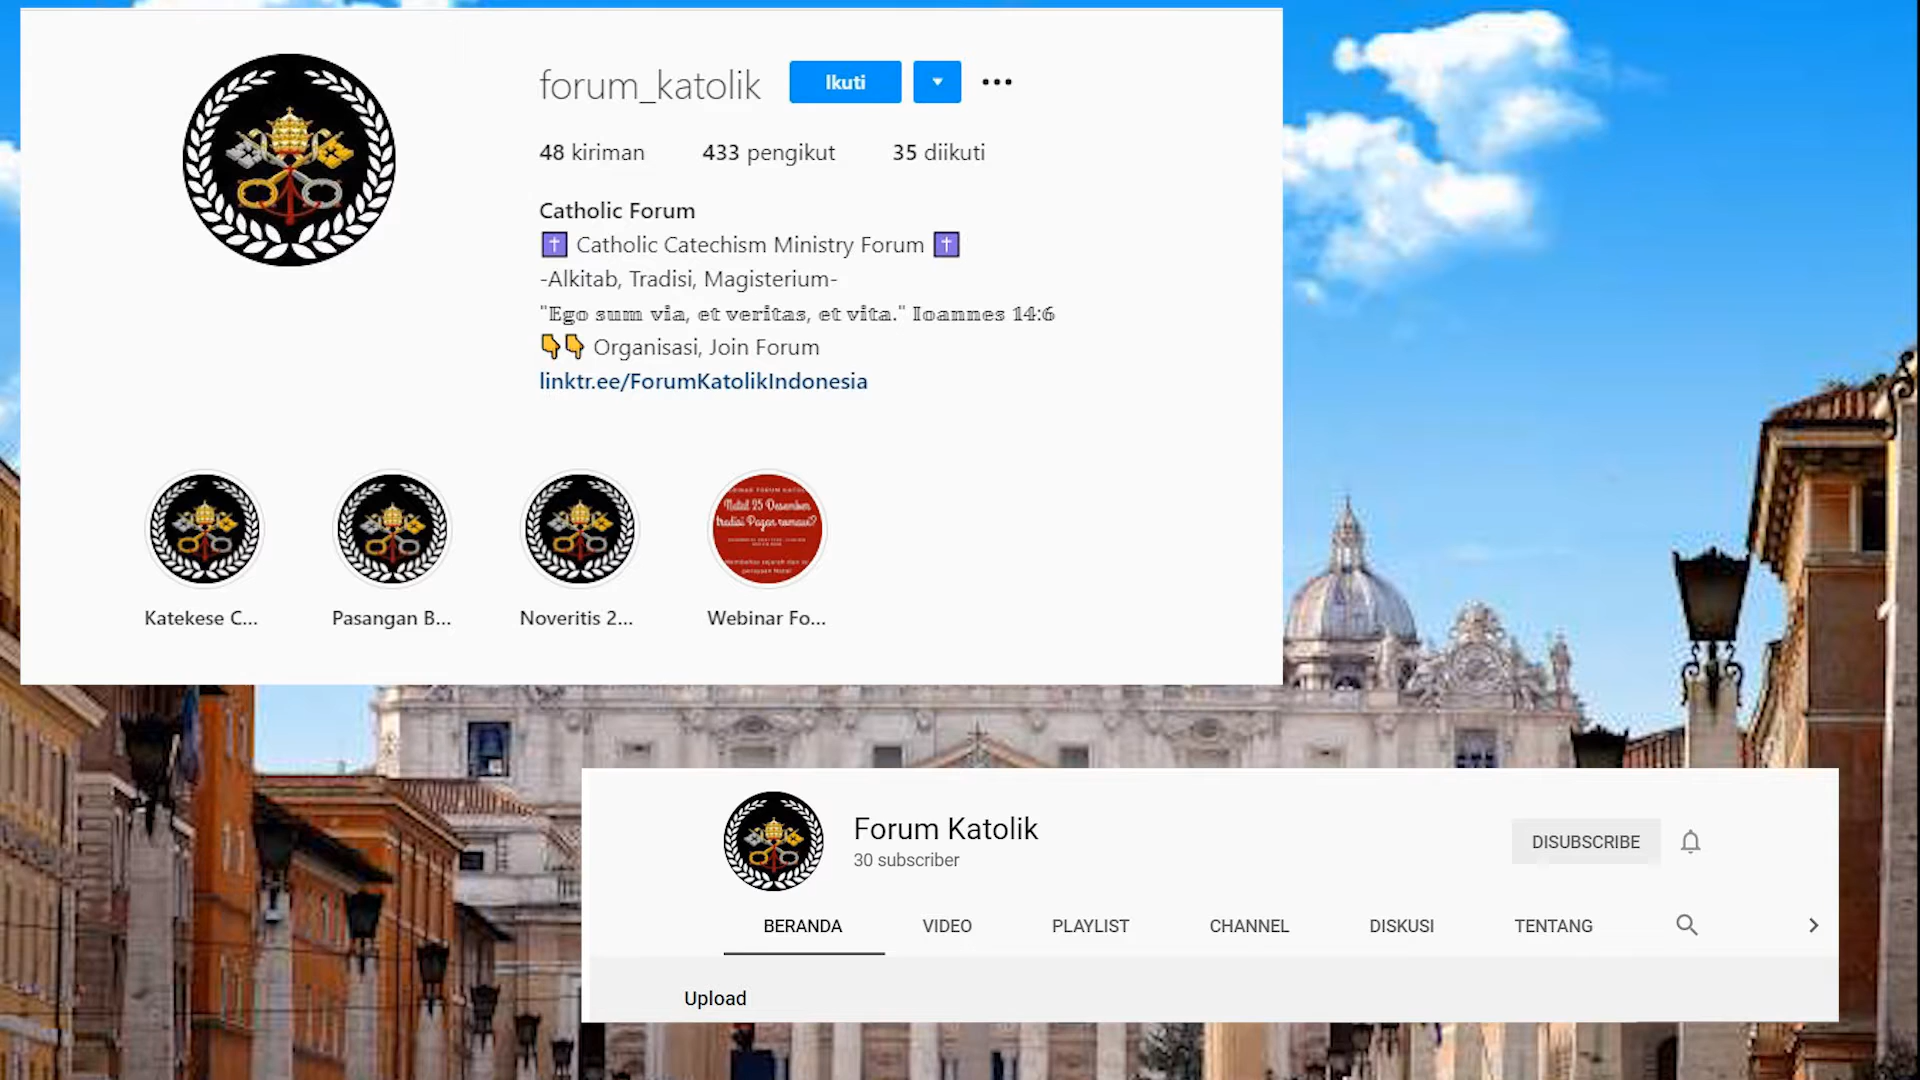 forum_katolik Ikuti
48 kiriman 433 pengikut 35 diikuti
Catholic Forum
Catholic Catechism Ministry Forum
-Alkitab, Tradisi, Magisterium-
"Ego sum via, et veritas, et vita." Ioannes 14:6
Organisasi, Join Forum
linktr.ee/ForumKatolikIndonesia
Natal 25 Desember
tradisi Pagan romawi?
Katekese C... Pasangan B... Noveritis 2... Webinar Fo...
Forum Katolik
30 subscriber
DISUBSCRIBE
BERANDA VIDEO PLAYLIST CHANNEL DISKUSI TENTANG
Upload